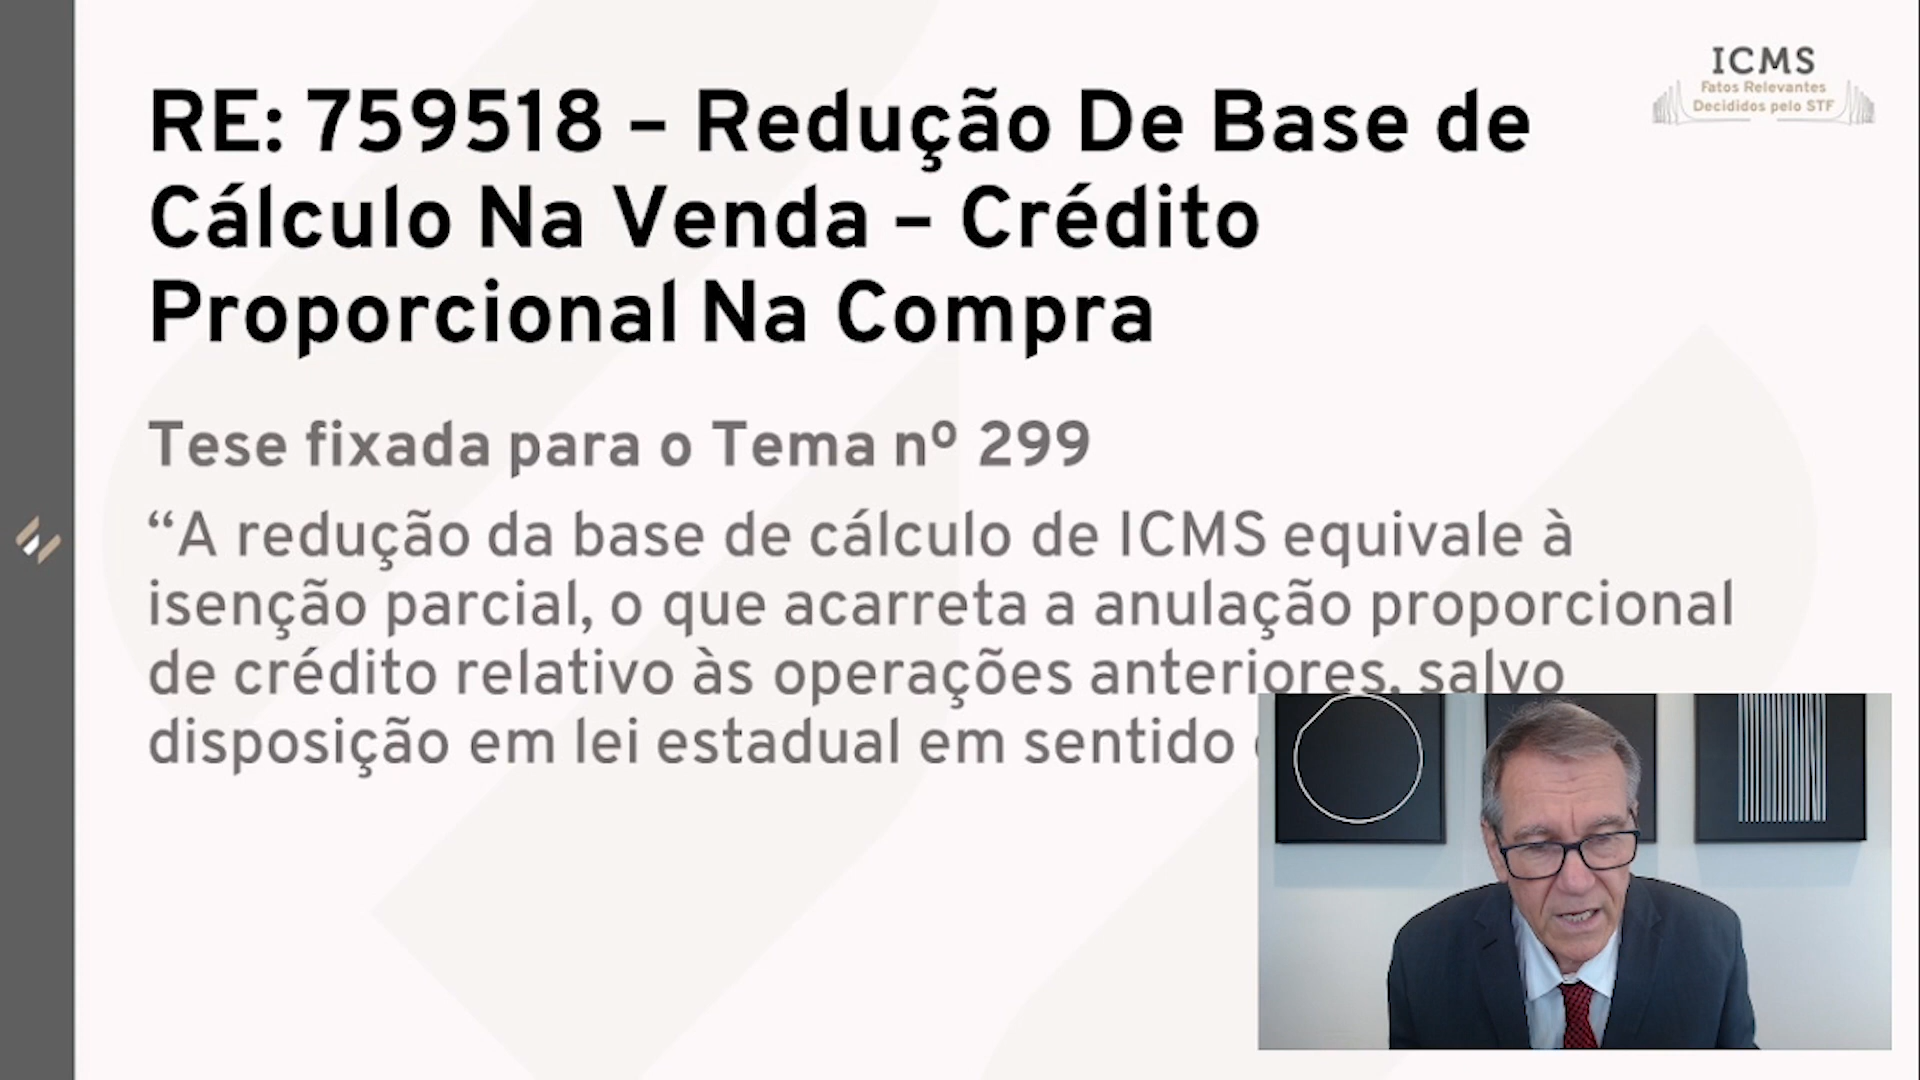 ICMS
Fatos Relevantes
Decididos pelo STF
RE: 759518 – Redução De Base de
Cálculo Na Venda – Crédito
Proporcional Na Compra
Tese fixada para o Tema nº 299
“A redução da base de cálculo de ICMS equivale à
isenção parcial, o que acarreta a anulação proporcional
de crédito relativo às operações anteriores, salvo
disposição em lei estadual em sentido